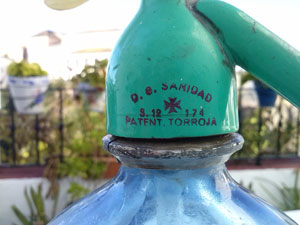 D. G. SANIDAD
S. 12 174
PATENT. TORROJA